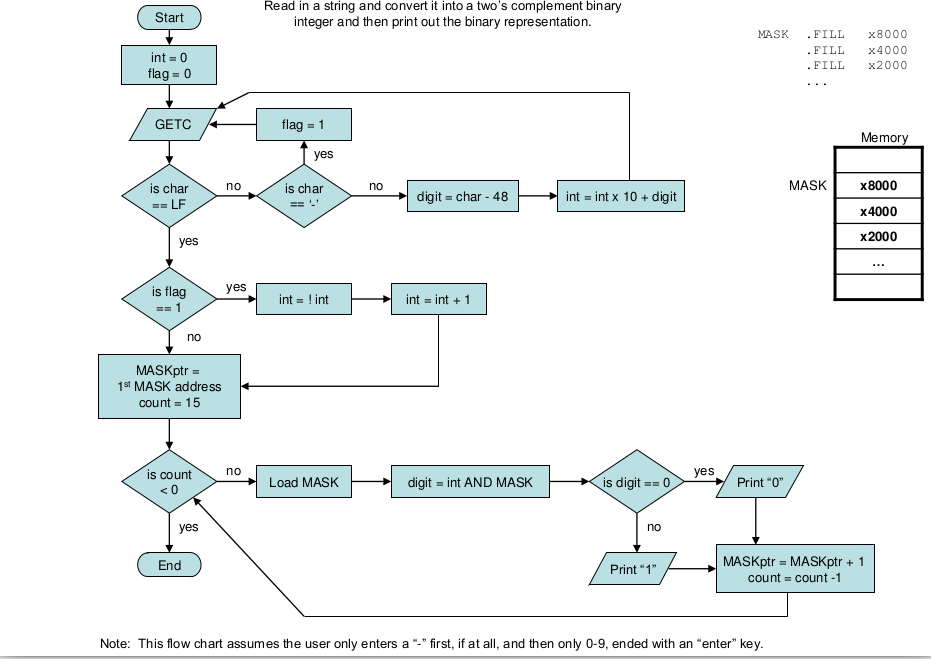 Read in a string and convert it into a two's complement binary
integer and then print out the binary representation.
Start
int = 0
flag = 0
GETC
flag = 1
yes
is char
== LF
no
is char
== '-'
no
digit = char - 48
int = int x 10 + digit
yes
is flag
== 1
yes
int = ! int
int = int + 1
no
MASKptr =
1st MASK address
count = 15
is count
< 0
no
Load MASK
digit = int AND MASK
is digit == 0
yes
Print “0”
yes
no
End
Print “1”
MASKptr = MASKptr + 1
count = count -1
MASK .FILL x8000
.FILL x4000
.FILL x2000
...
Memory
MASK
x8000
x4000
x2000
...
Note: This flow chart assumes the user only enters a “-” first, if at all, and then only 0-9, ended with an “enter” key.